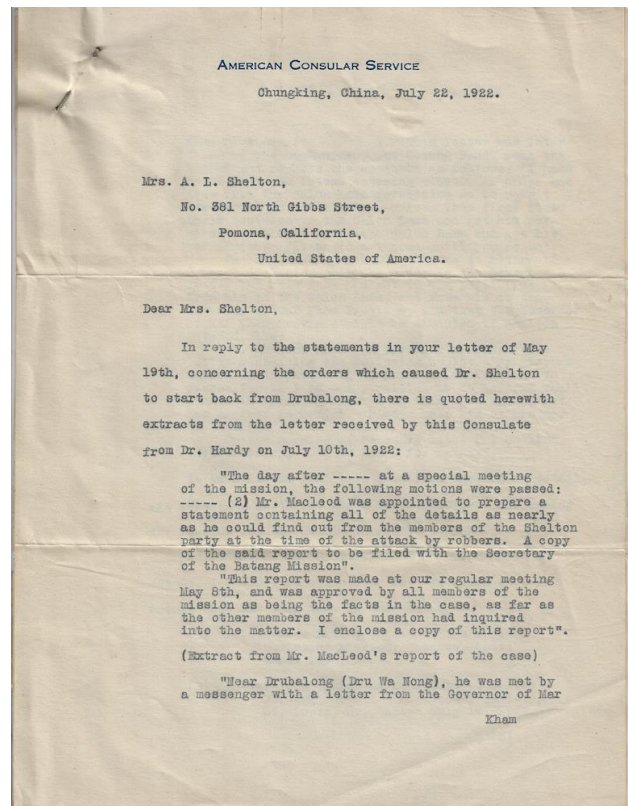 AMERICAN CONSULAR SERVICE
Chungking, China, July 22, 1922.
Mrs. A. L. Shelton,
No. 381 North Gibbs Street,
Pomona, California,
United States of America.
Dear Mrs. Shelton,
In reply to the statements in your letter of May
19th, concerning the orders which caused Dr. Shelton
to start back from Drubalong, there is quoted herewith
extracts from the letter received by this Consulate
from Dr. Hardy on July 10th, 1922:
"The day after ----- at a special meeting
of the mission, the following motions were passed:
----- (2) Mr. Macleod was appointed to prepare a
statement containing all of the details as nearly
as he could find out from the members of the Shelton
party at the time of the attack by robbers. A copy
of the said report to be filed with the Secretary
of the Batang Mission".
"This report was made at our regular meeting
May 8th, and was approved by all members of the
mission as being the facts in the case, as far as
the other members of the mission had inquired
into the matter. I enclose a copy of this report".
(Extract from Mr. MacLeod's report of the case)
"Near Drubalong (Dru Wa Nong), he was met by
a messenger with a letter from the Governor of Mar
Kham